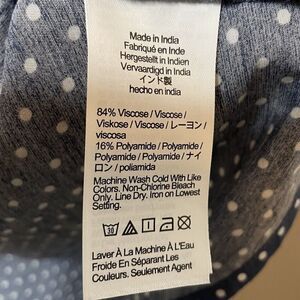 Made in India
Fabriqué en Inde
Hergestellt in Indien
Vervaardigd in India
インド製
hecho en india
84% Viscose / Viscose /
Viskose / Viscose / レーヨン /
viscosa
16% Polyamide / Polyamide /
Polyamide / Polyamide / ナイ
ロン / poliamida
Machine Wash Cold With Like
Colors. Non-Chlorine Bleach
Only. Line Dry. Iron on Lowest
Setting.
Laver À La Machine À L'Eau
Froide En Séparant Les
Couleurs. Seulement Agent